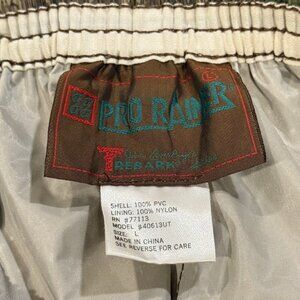 PRO RAIDER
TREBARK
SHELL: 100% PVC
LINING: 100% NYLON
RN #77113
MODEL #40613UT
SIZE: L
MADE IN CHINA
SEE REVERSE FOR CARE